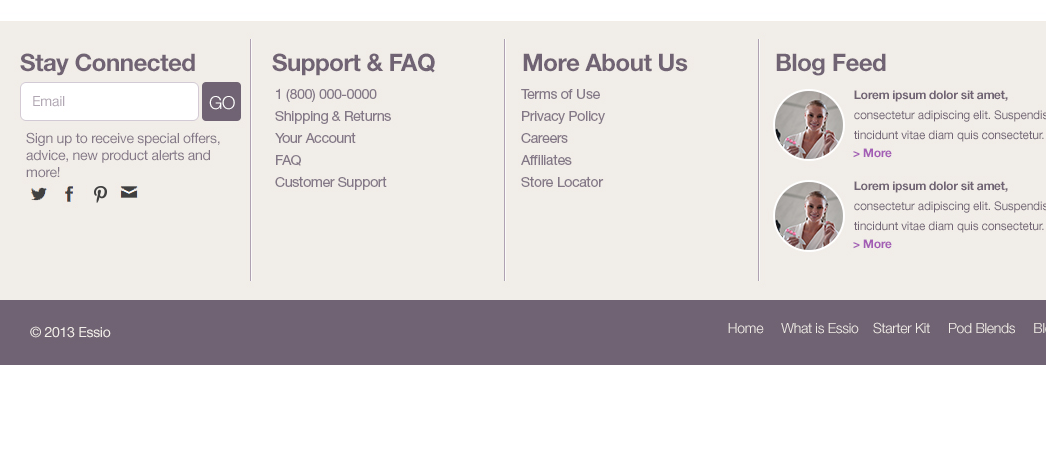 Stay Connected
Email
GO
Sign up to receive special offers,
advice, new product alerts and
more!
Support & FAQ
1 (800) 000-0000
Shipping & Returns
Your Account
FAQ
Customer Support
More About Us
Terms of Use
Privacy Policy
Careers
Affiliates
Store Locator
Blog Feed
Lorem ipsum dolor sit amet,
consectetur adipiscing elit.
tincidunt vitae diam quis consectetur.
> More
Lorem ipsum dolor sit amet,
consectetur adipiscing elit.
tincidunt vitae diam quis consectetur.
> More
© 2013 Essio
Home What is Essio Starter Kit Pod Blends